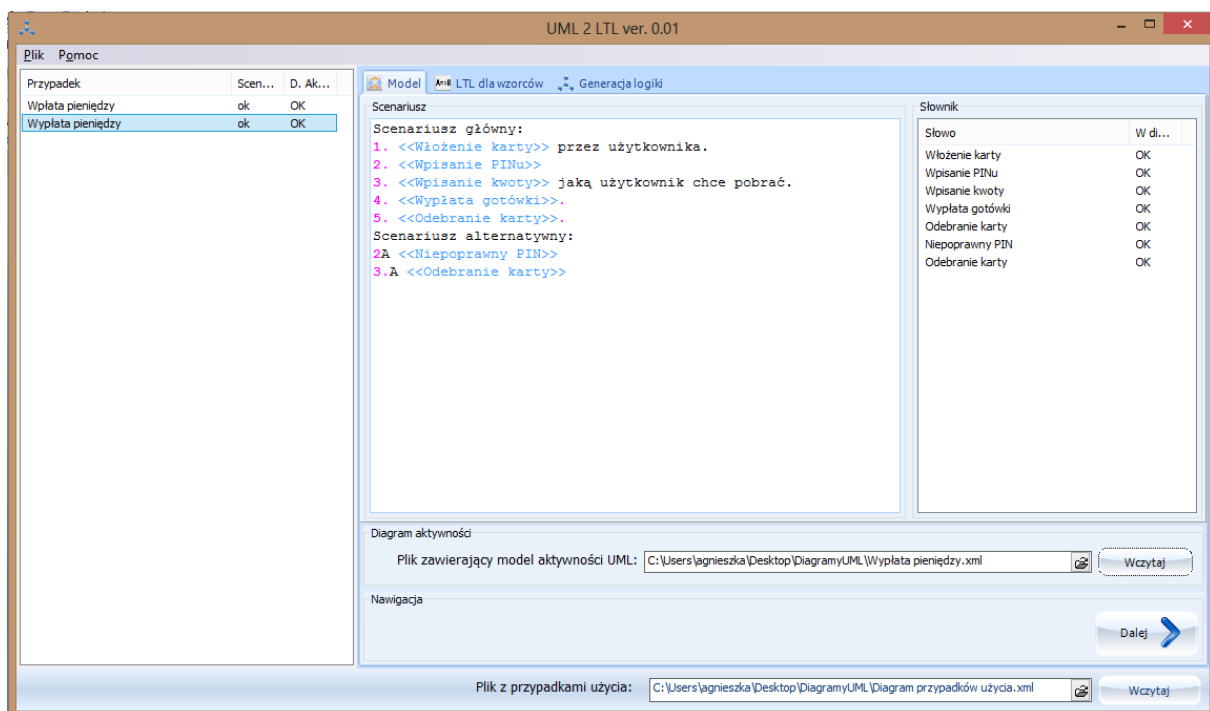 UML 2 LTL ver. 0.01
Plik Pomoc
Przypadek Scen... D. Ak...
Wpłata pieniędzy ok OK
Wypłata pieniędzy ok OK
Model LTL dla wzorców Generacja logiki
Scenariusz
Scenariusz główny:
1. <<Włożenie karty>> przez użytkownika.
2. <<Wpisanie PINu>>
3. <<Wpisanie kwoty>> jaką użytkownik chce pobrać.
4. <<Wypłata gotówki>>.
5. <<Odebranie karty>>.
Scenariusz alternatywny:
2A <<Niepoprawny PIN>>
3.A <<Odebranie karty>>
Słownik
Słowo W di...
Włożenie karty OK
Wpisanie PINu OK
Wpisanie kwoty OK
Wypłata gotówki OK
Odebranie karty OK
Niepoprawny PIN OK
Odebranie karty OK
Diagram aktywności
Plik zawierający model aktywności UML: C:\Users\agnieszka\Desktop\DiagramyUML\Wypłata pieniędzy.xml Wczytaj
Nawigacja
Dalej
Plik z przypadkami użycia: C:\Users\agnieszka\Desktop\DiagramyUML\Diagram przypadków użycia.xml Wczytaj